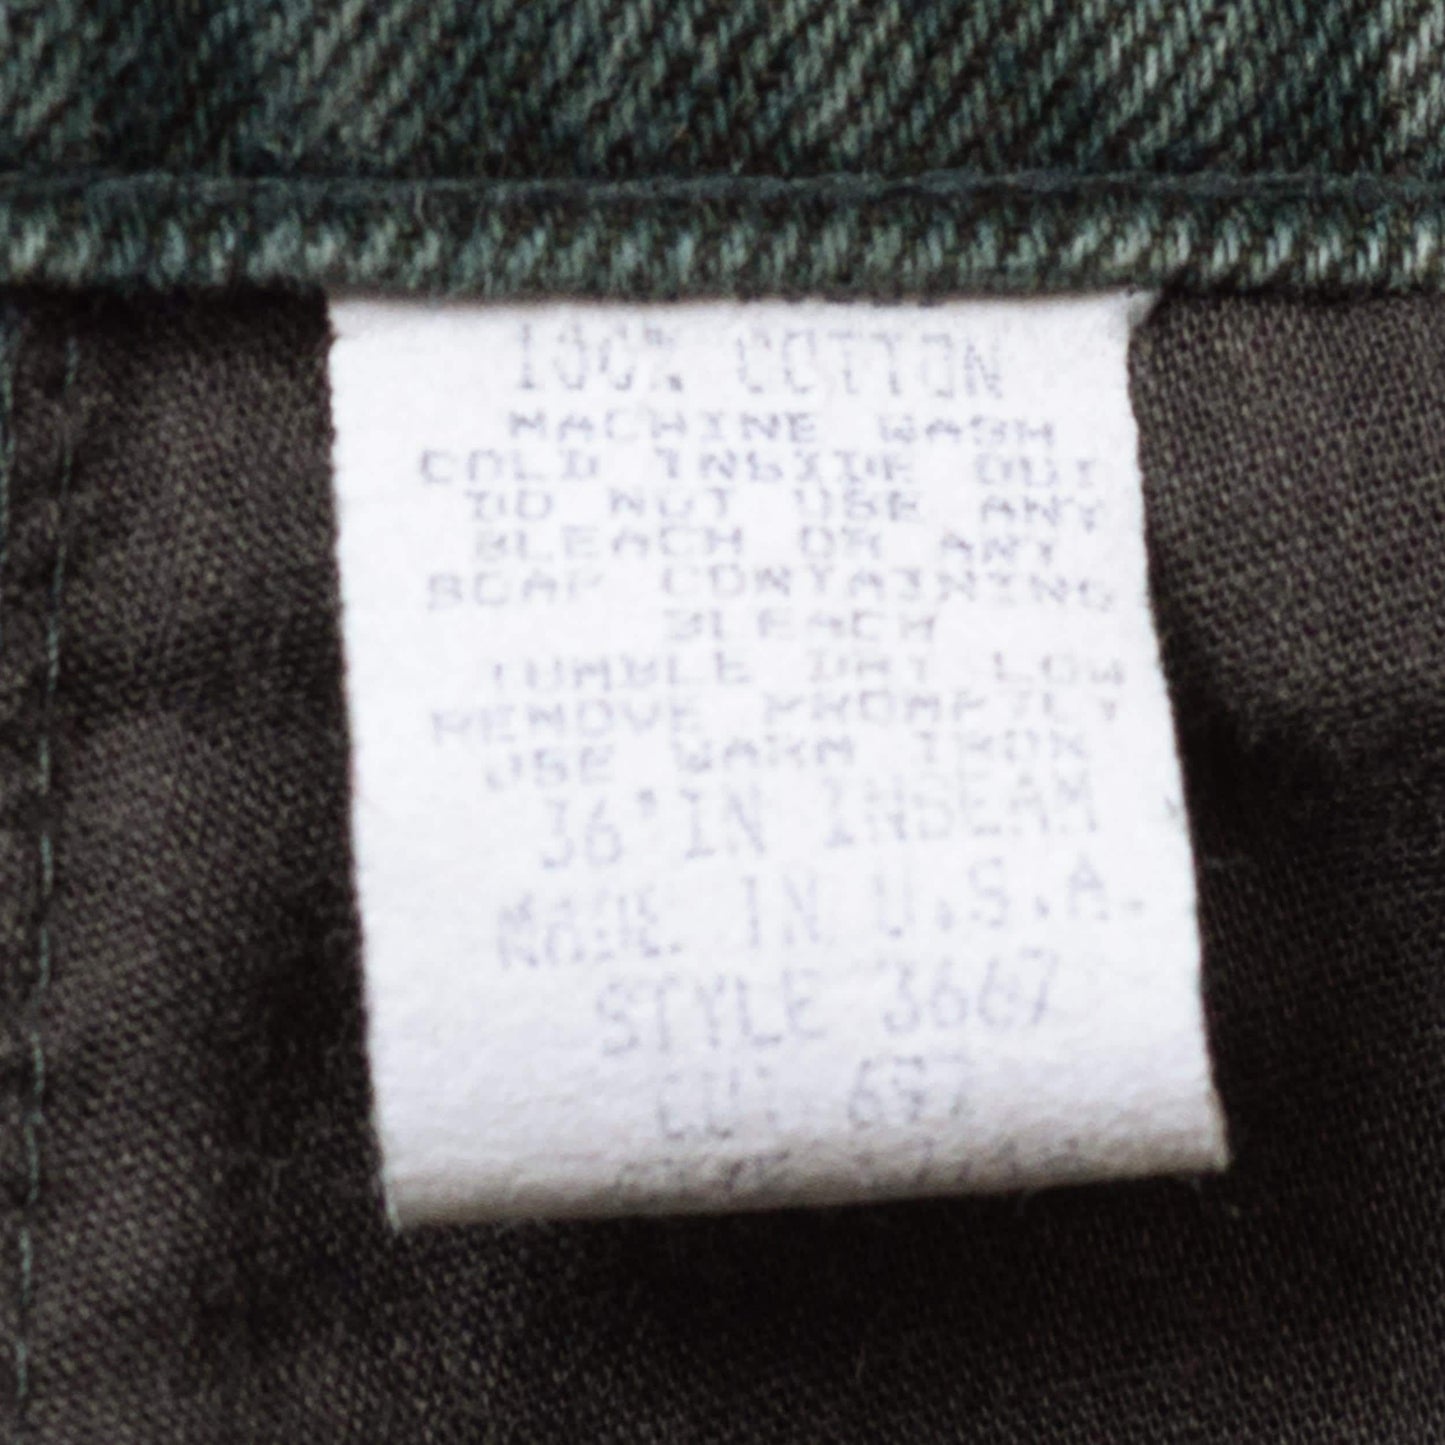 100% COTTON
MACHINE WASH
COLD INSIDE OUT
DO NOT USE ANY
BLEACH OR ANY
SOAP CONTAINING
BLEACH
TUMBLE DRY LOW
REMOVE PROMPTLY
USE WARM IRON
36"IN INSEAM
MADE IN U.S.A.
STYLE 3667
CUT